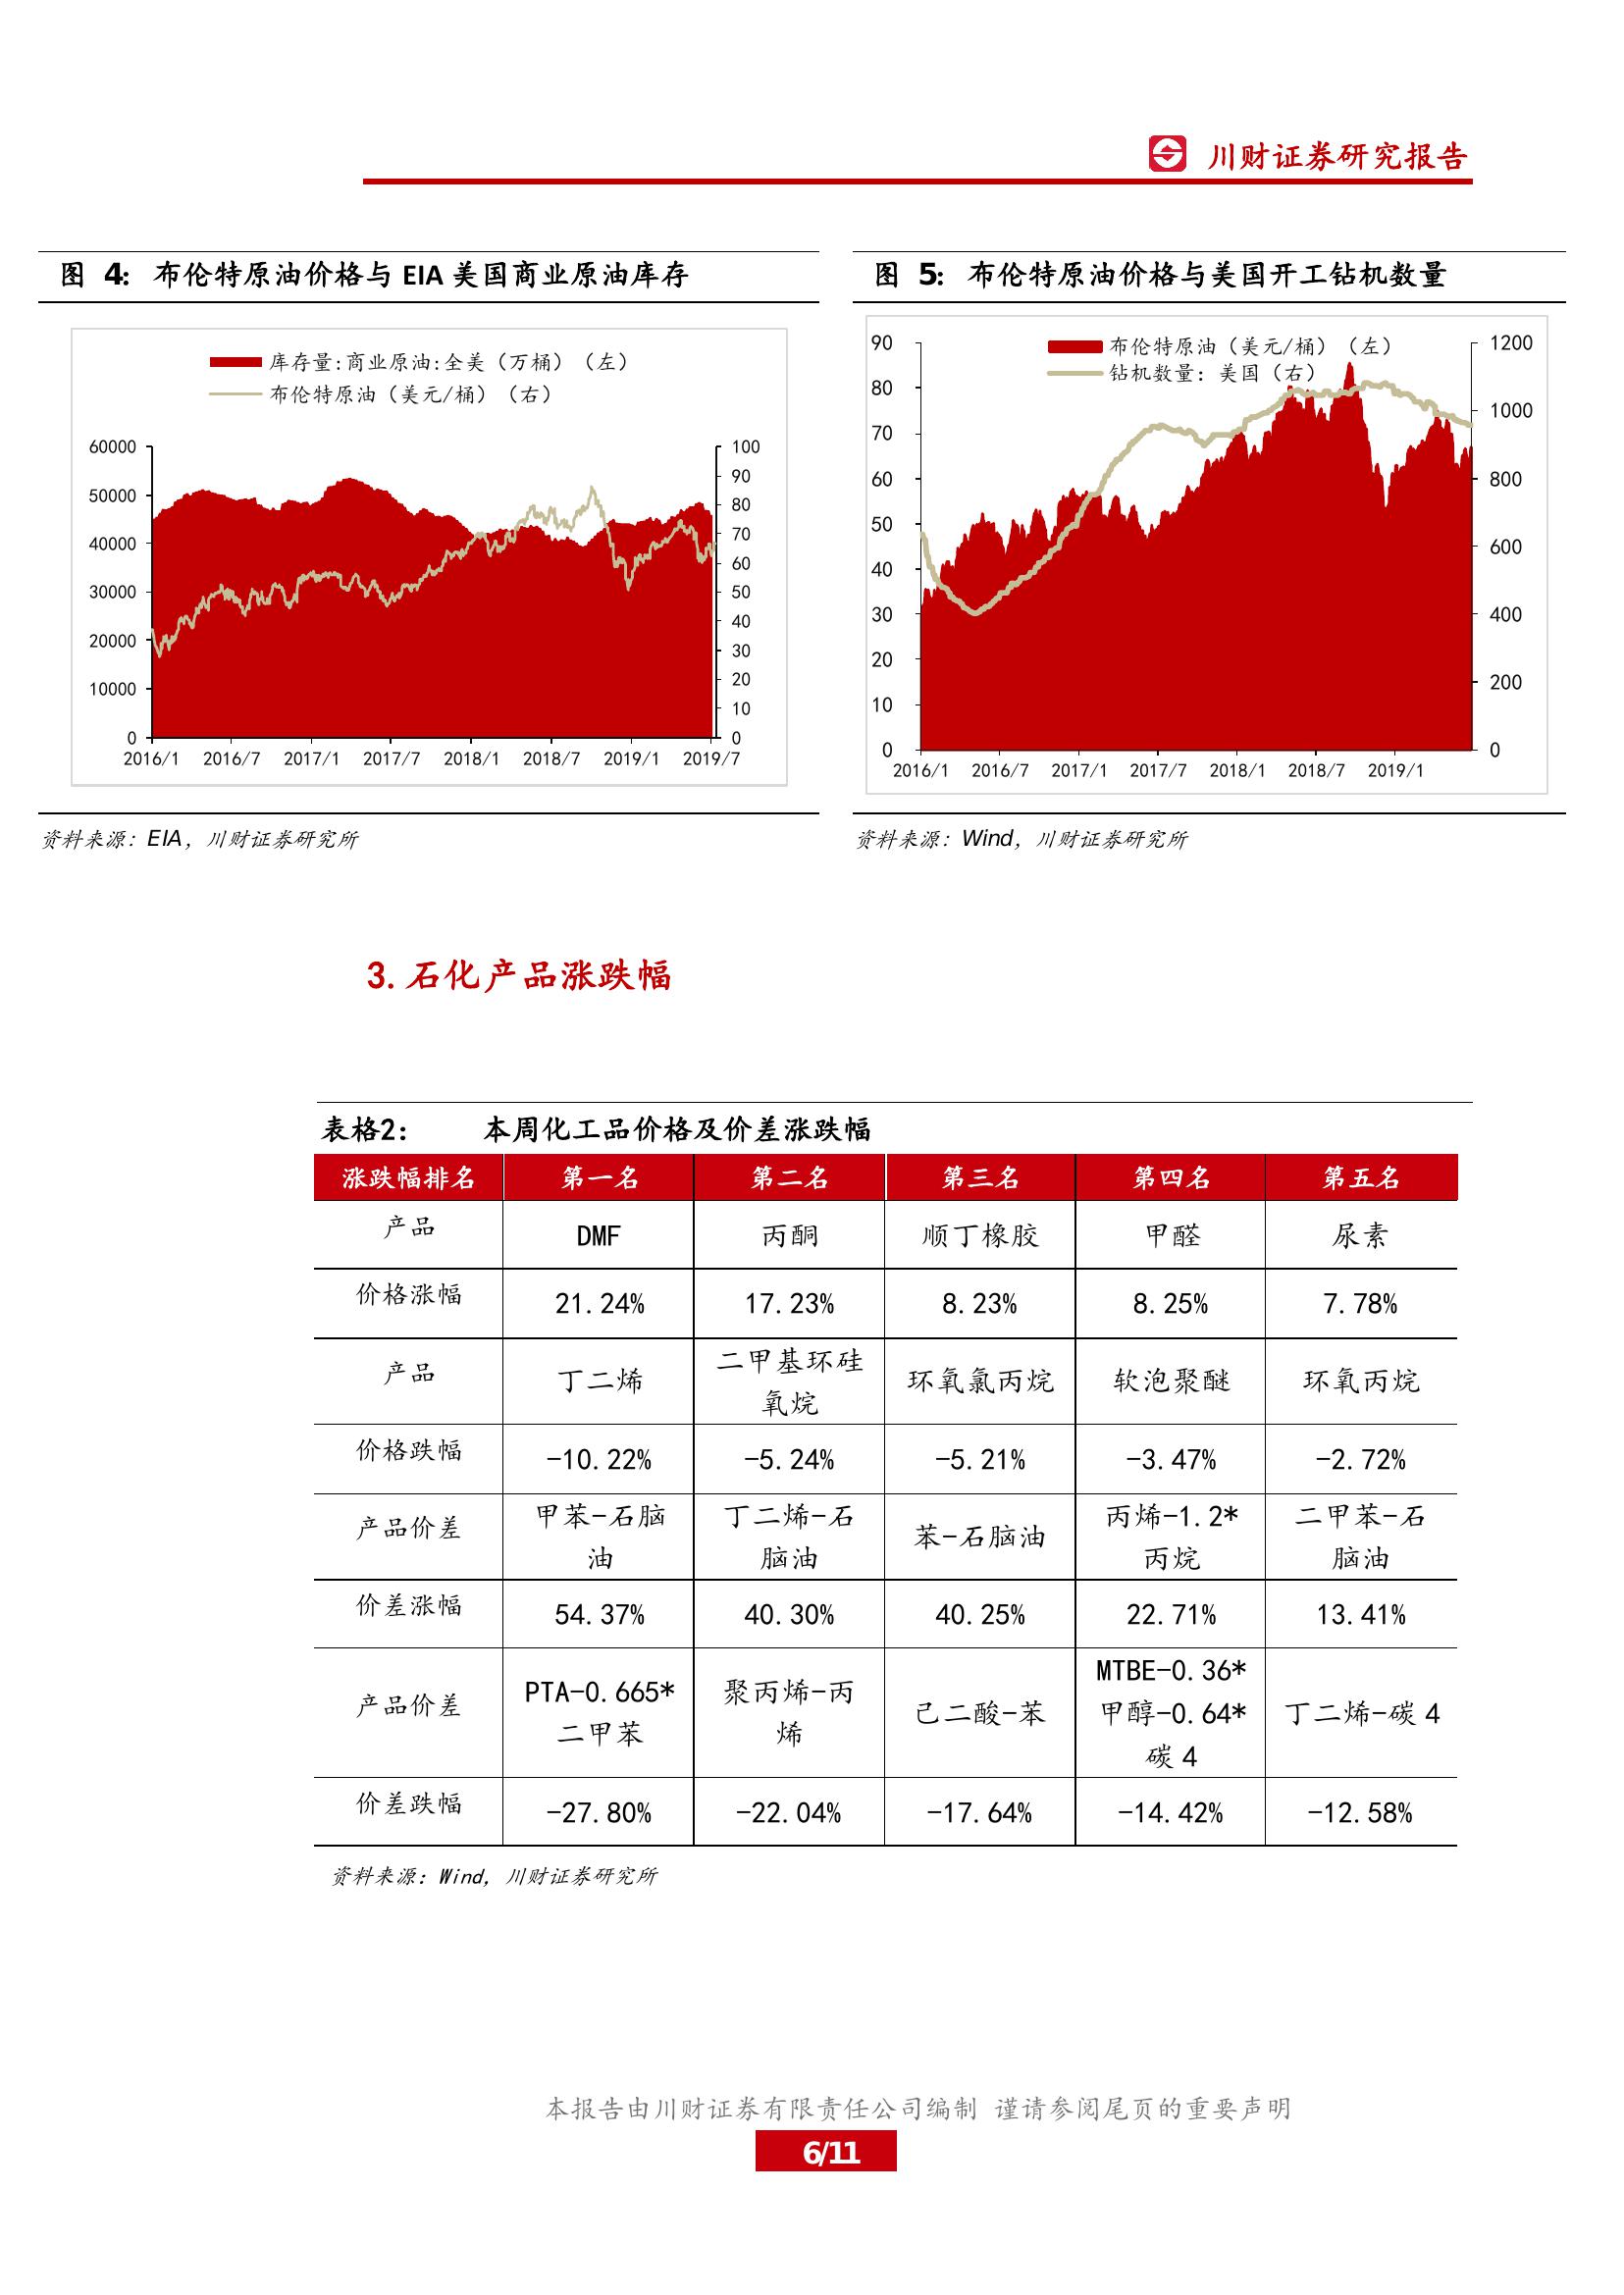 川财证券研究报告
图 4: 布伦特原油价格与 EIA 美国商业原油库存
库存量:商业原油:全美（万桶）（左）
布伦特原油（美元/桶）（右）
60000
50000
40000
30000
20000
10000
0
100
90
80
70
60
50
40
30
20
10
0
2016/1 2016/7 2017/1 2017/7 2018/1 2018/7 2019/1 2019/7
资料来源：EIA，川财证券研究所
图 5: 布伦特原油价格与美国开工钻机数量
布伦特原油（美元/桶）（左）
钻机数量：美国（右）
90
80
70
60
50
40
30
20
10
0
1200
1000
800
600
400
200
0
2016/1 2016/7 2017/1 2017/7 2018/1 2018/7 2019/1
资料来源：Wind，川财证券研究所
3. 石化产品涨跌幅
表格2: 本周化工品价格及价差涨跌幅
涨跌幅排名 第一名 第二名 第三名 第四名 第五名
产品 DMF 丙酮 顺丁橡胶 甲醛 尿素
价格涨幅 21.24% 17.23% 8.23% 8.25% 7.78%
产品 丁二烯 二甲基环硅 环氧氯丙烷 软泡聚醚 环氧丙烷
氧烷
价格跌幅 -10.22% -5.24% -5.21% -3.47% -2.72%
产品价差 甲苯-石脑 丁二烯-石 苯-石脑油 丙烯-1.2* 二甲苯-石
油 脑油 丙烷 脑油
价差涨幅 54.37% 40.30% 40.25% 22.71% 13.41%
产品价差 PTA-0.665* 聚丙烯-丙 己二酸-苯 MTBE-0.36* 丁二烯-碳 4
二甲苯 烯 甲醇-0.64*
碳 4
价差跌幅 -27.80% -22.04% -17.64% -14.42% -12.58%
资料来源：Wind，川财证券研究所
本报告由川财证券有限责任公司编制 谨请参阅尾页的重要声明
6/11